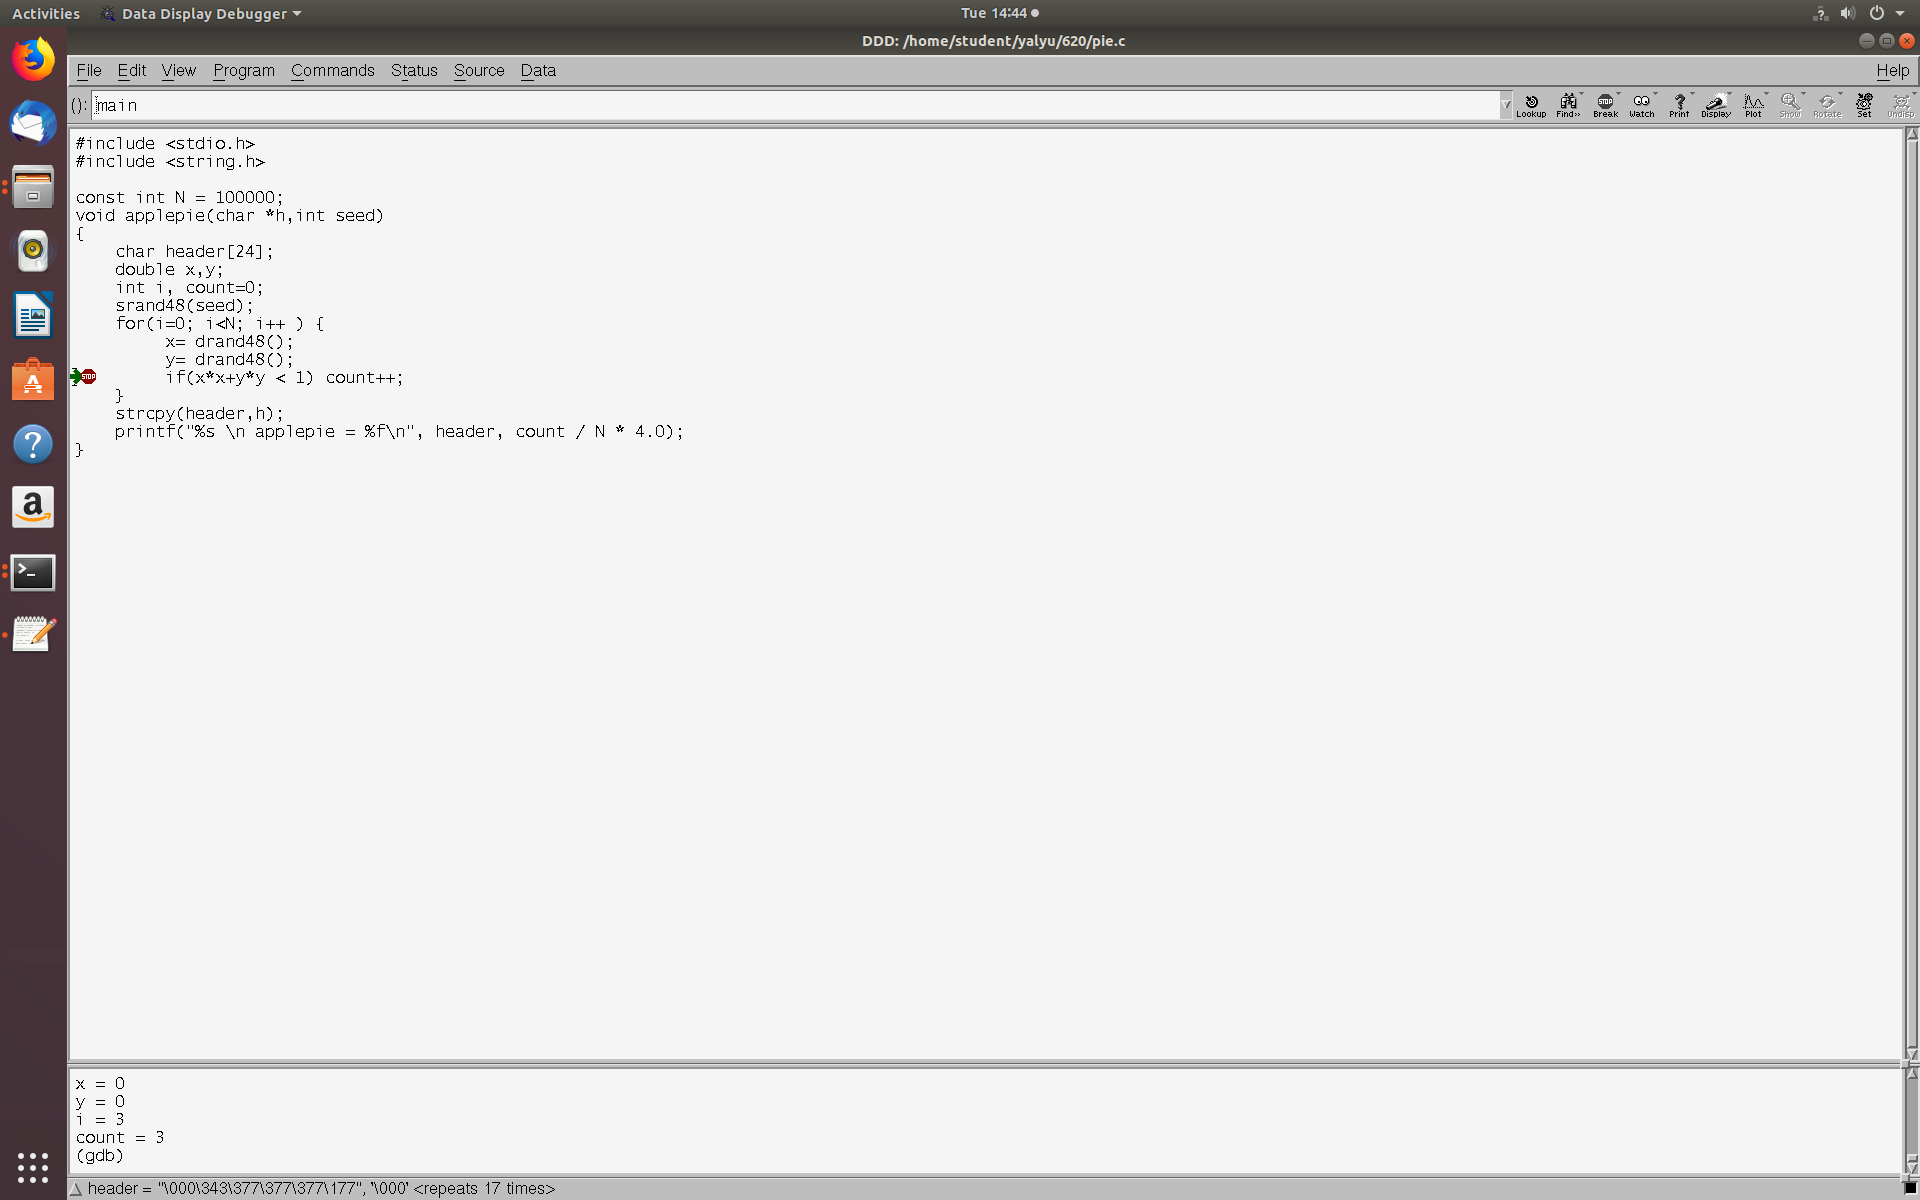 Activities
Data Display Debugger
Tue 14:44
DDD: /home/student/yalyu/620/pie.c
File Edit View Program Commands Status Source Data Help
(): main
Lookup Find>> Break Watch Print Display Plot Show Rotate Set Undisp
#include <stdio.h>
#include <string.h>
const int N = 100000;
void applepie(char *h,int seed)
{
char header[24];
double x,y;
int i, count=0;
srand48(seed);
for(i=0; i<N; i++ ) {
x= drand48();
y= drand48();
STOP if(x*x+y*y < 1) count++;
}
strcpy(header,h);
printf("%s \n applepie = %f\n", header, count / N * 4.0);
}
x = 0
y = 0
i = 3
count = 3
(gdb)
header = "\000\343\377\377\377\177", '\000' <repeats 17 times>